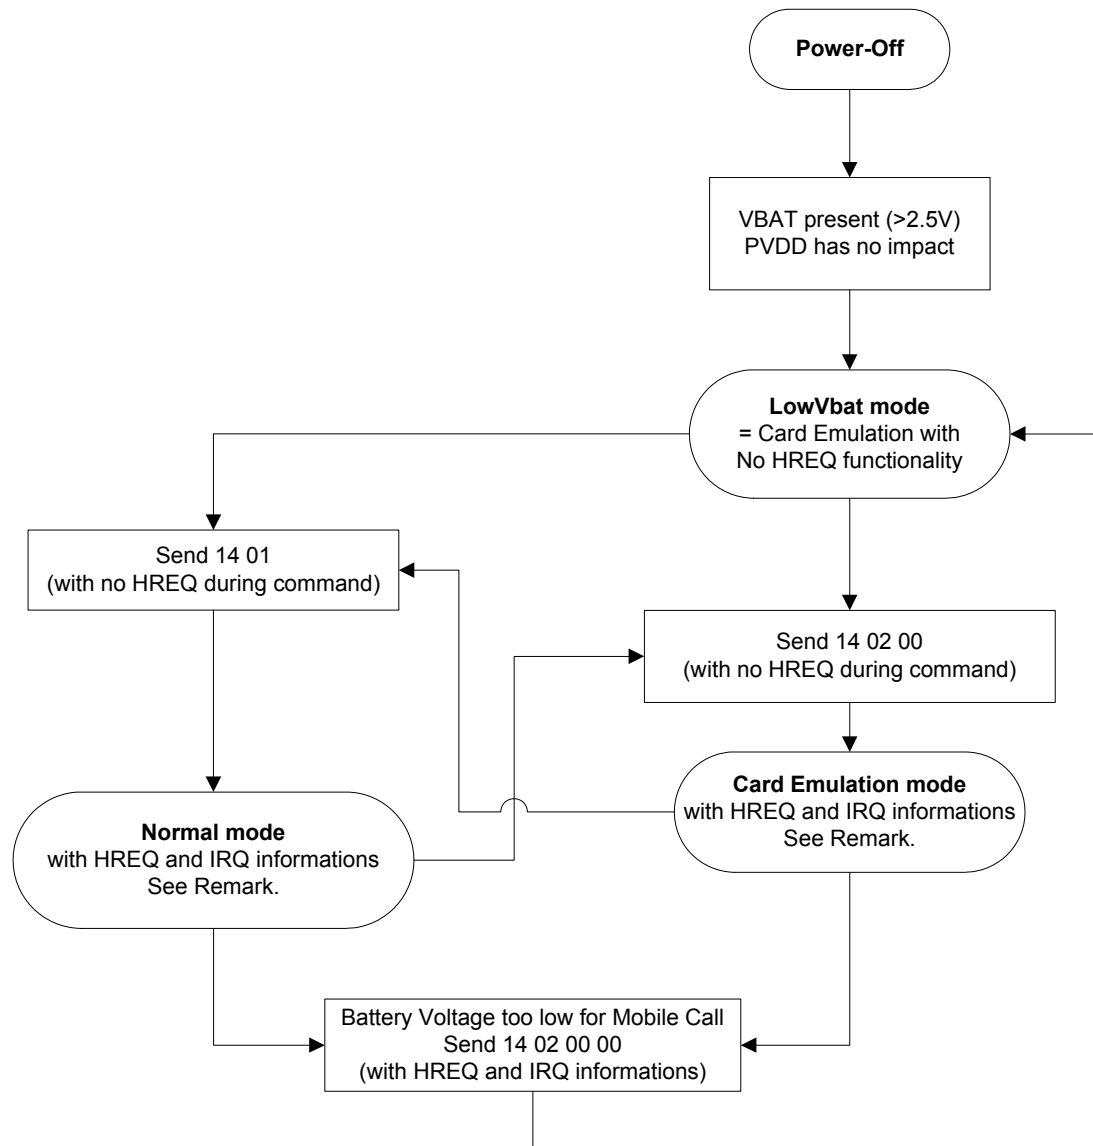 Power-Off
VBAT present (>2.5V)
PVDD has no impact
LowVbat mode
= Card Emulation with
No HREQ functionality
Send 14 01
(with no HREQ during command)
Send 14 02 00
(with no HREQ during command)
Card Emulation mode
with HREQ and IRQ informations
See Remark.
Normal mode
with HREQ and IRQ informations
See Remark.
Battery Voltage too low for Mobile Call
Send 14 02 00 00
(with HREQ and IRQ informations)